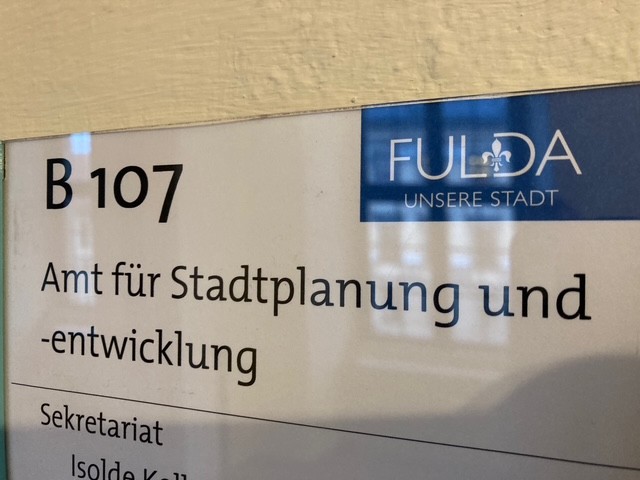 B 107
FULDA
UNSERE STADT
Amt für Stadtplanung und
-entwicklung
Sekretariat
Isolde